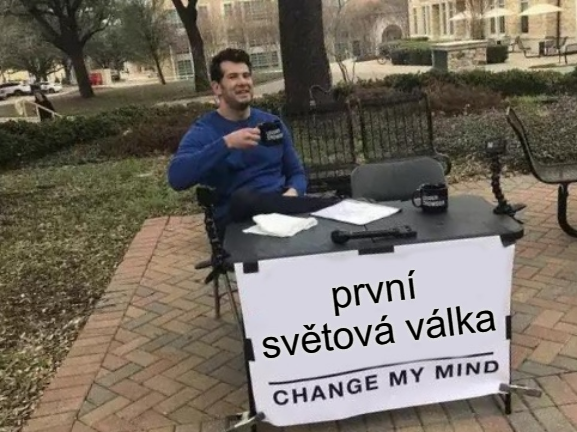 první
světová válka
CHANGE MY MIND